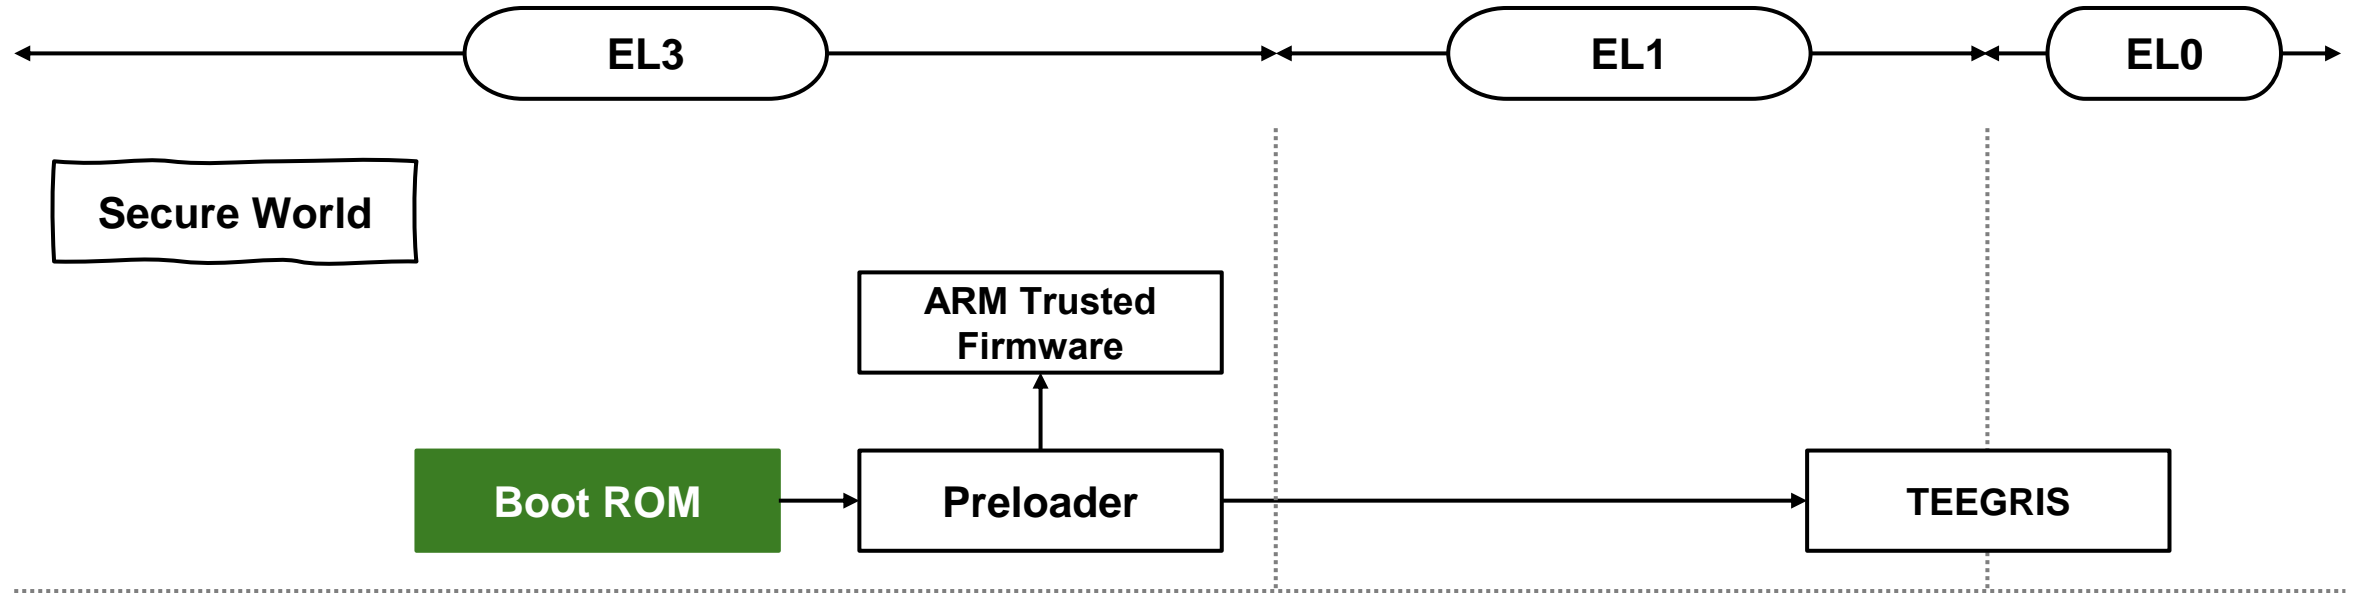 EL3
EL1
EL0
Secure World
ARM Trusted
Firmware
Boot ROM
Preloader
TEEGRIS